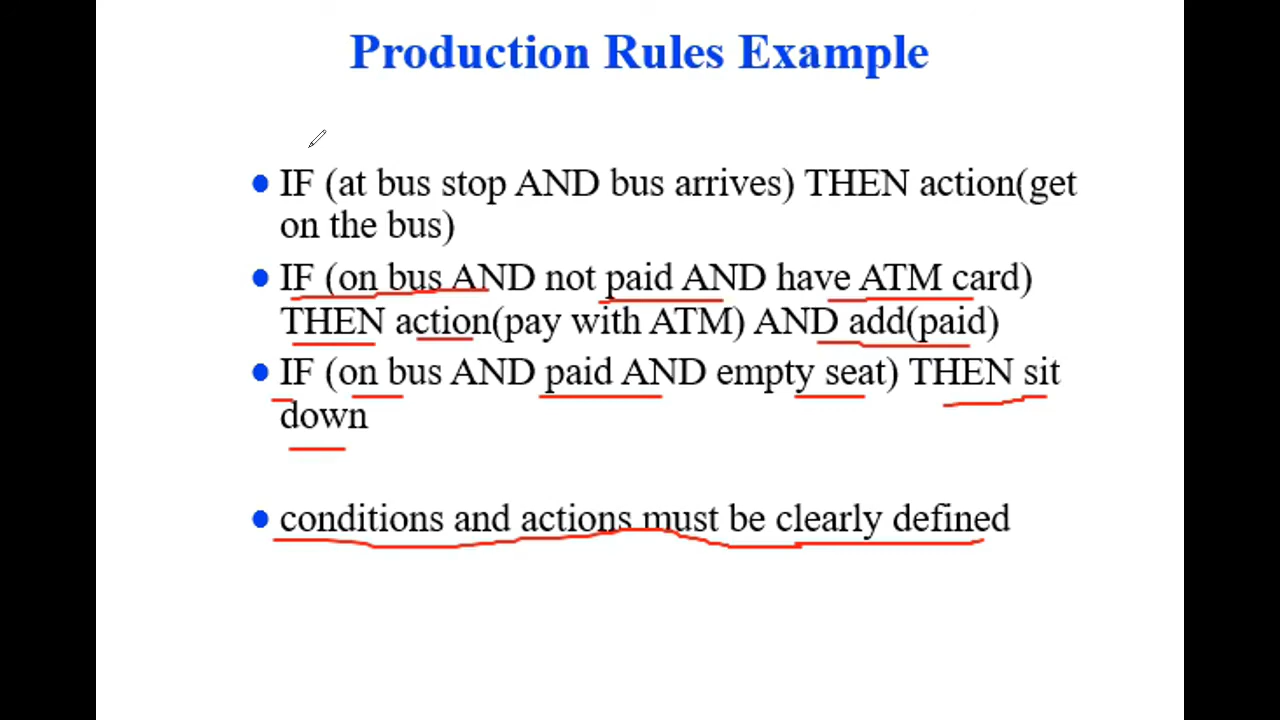 Production Rules Example
IF (at bus stop AND bus arrives) THEN action(get
on the bus)
IF (on bus AND not paid AND have ATM card)
THEN action(pay with ATM) AND add(paid)
IF (on bus AND paid AND empty seat) THEN sit
down
conditions and actions must be clearly defined